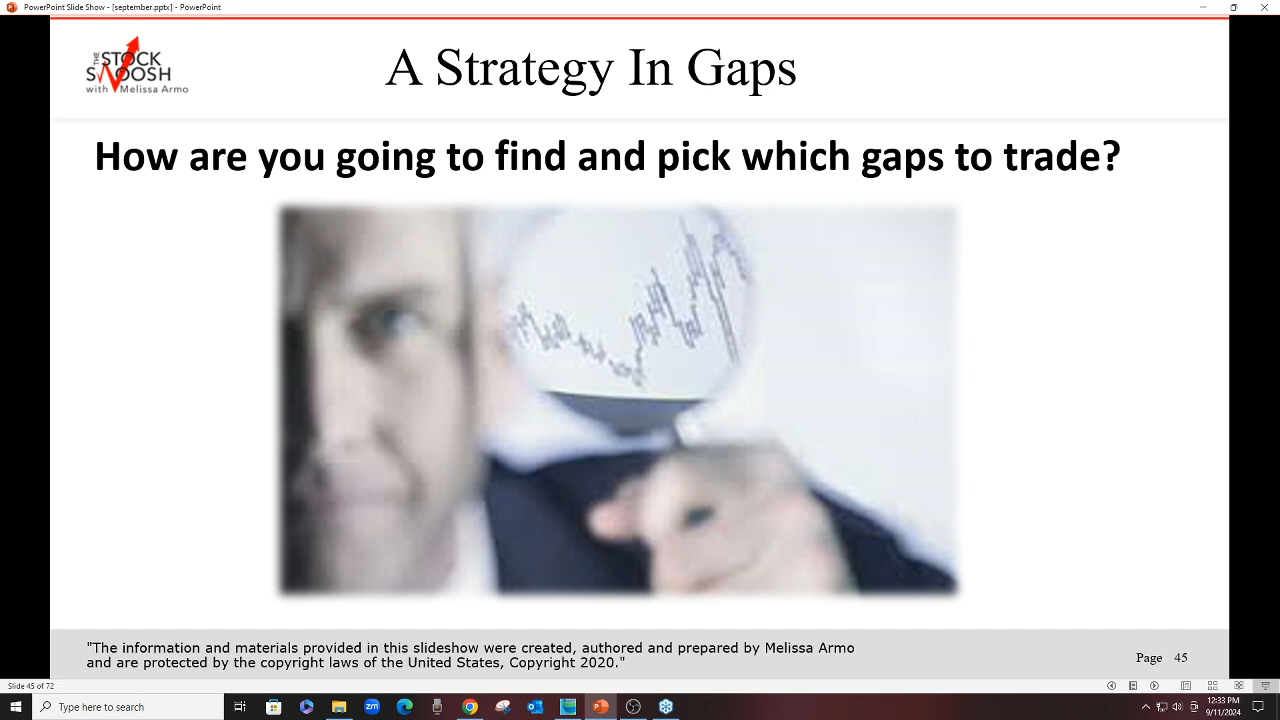 PowerPoint Slide Show - [september.pptx] - PowerPoint
THE
STOCK
SWOOSH
with Melissa Armo
A Strategy In Gaps
How are you going to find and pick which gaps to trade?
"The information and materials provided in this slideshow were created, authored and prepared by Melissa Armo
and are protected by the copyright laws of the United States, Copyright 2020."
Page 45
Slide 45 of 72
Type here to search
zm
12:33 PM
9/11/2024